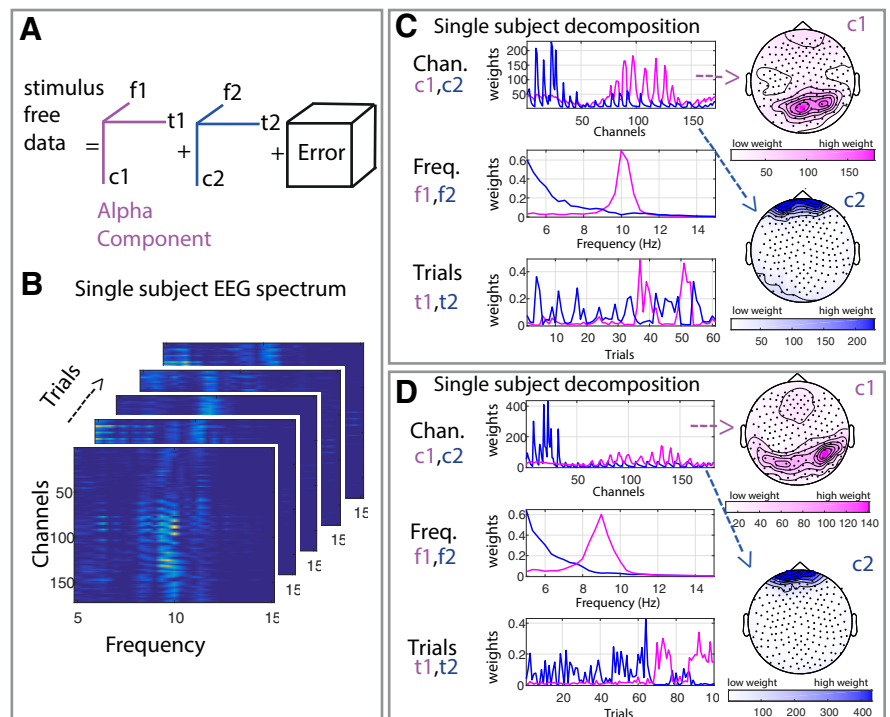 A
stimulus
free
data
=
f1
t1
c1
+
f2
t2
c2
+
Error
Alpha
Component
B
Single subject EEG spectrum
Trials
Channels
50
100
150
5
10
15
15
15
15
15
Frequency
C
Single subject decomposition
Chan.
c1,c2
weights
200
150
100
50
50
100
150
Channels
Freq.
f1,f2
weights
0.6
0.4
0.2
0
6
8
10
12
14
Frequency (Hz)
Trials
t1,t2
weights
0.4
0.2
0
10
20
30
40
50
60
Trials
c1
low weight
high weight
50
100
150
c2
low weight
high weight
50
100
150
200
D
Single subject decomposition
Chan.
c1,c2
weights
400
200
0
50
100
150
Channels
Freq.
f1,f2
weights
0.6
0.4
0.2
0
6
8
10
12
14
Frequency (Hz)
Trials
t1,t2
weights
0.4
0.2
0
20
40
60
80
10
Trials
c1
low weight
high weight
20
40
60
80
100
120
140
c2
low weight
high weight
100
200
300
400